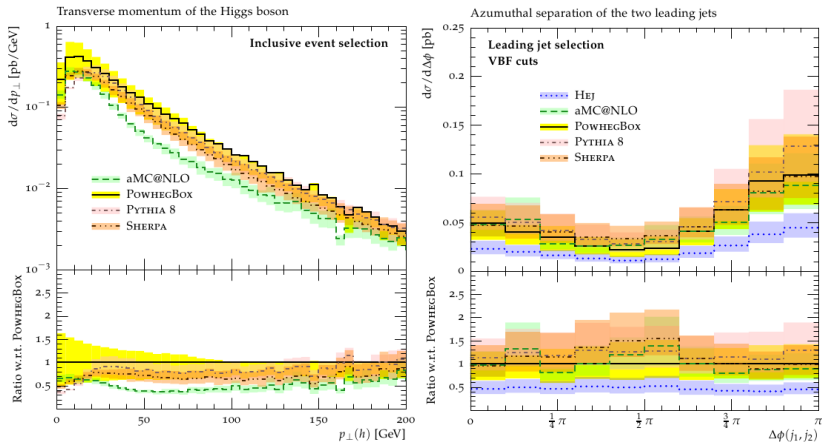 Transverse momentum of the Higgs boson
dσ/dp⊥ [pb/GeV]
1
10⁻¹
10⁻²
10⁻³
Inclusive event selection
aMC@NLO
PowhegBox
Pythia 8
Sherpa
Ratio w.r.t. PowhegBox
2.5
2
1.5
1
0.5
0 50 100 150 200
p⊥(h) [GeV]
Azumuthal separation of the two leading jets
dσ/dΔϕ [pb]
0.25
0.2
0.15
0.1
0.05
0
Leading jet selection
VBF cuts
Hej
aMC@NLO
PowhegBox
Pythia 8
Sherpa
Ratio w.r.t. PowhegBox
2.5
2
1.5
1
0.5
0 1/4 π 1/2 π 3/4 π π
Δϕ(j₁, j₂)